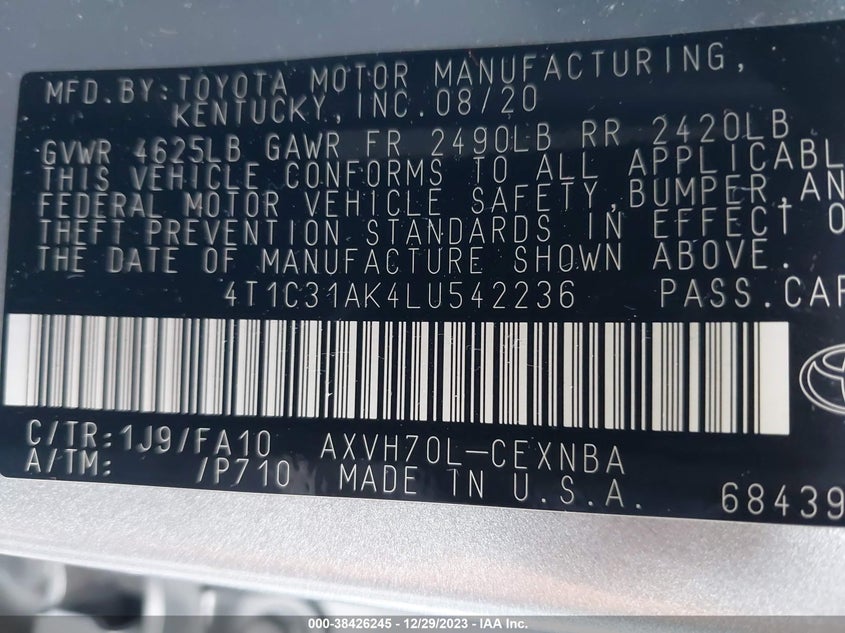 MFD.BY:TOYOTA MOTOR MANUFACTURING,
KENTUCKY,INC.08/20
GVWR 4625LB GAWR FR 2490LB RR 2420LB
THIS VEHICLE CONFORMS TO ALL APPLICABL
FEDERAL MOTOR VEHICLE SAFETY,BUMPER,AN
THEFT PREVENTION STANDARDS IN EFFECT O
THE DATE OF MANUFACTURE SHOWN ABOVE.
4T1C31AK4LU542236 PASS.CAR
C/TR:1J9/FA10 AXVH70L-CEXNBA
A/TM: /P710 MADE IN U.S.A. 68439
000-38426245 - 12/29/2023 - IAA Inc.